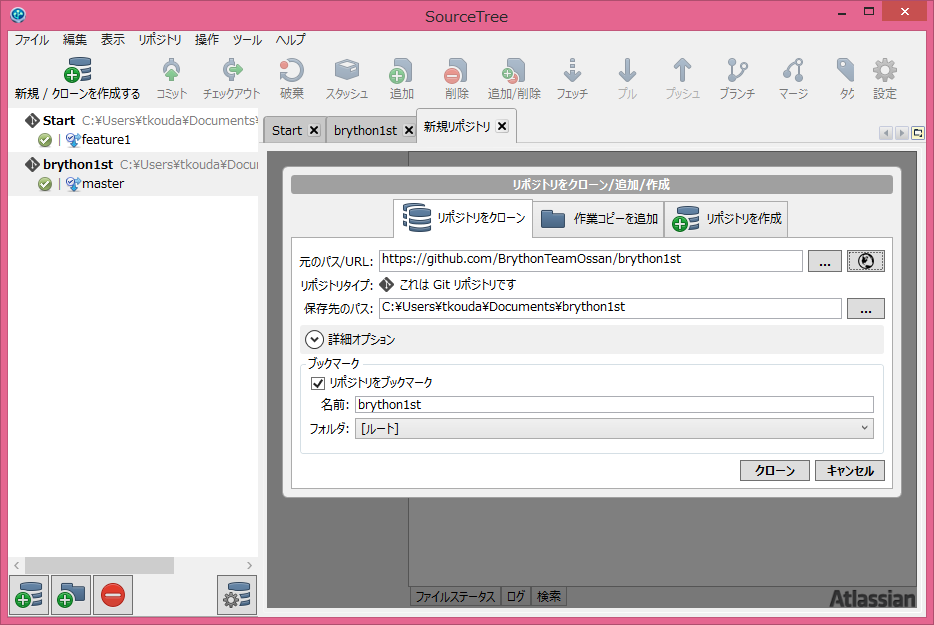 SourceTree
ファイル 編集 表示 リポジトリ 操作 ツール ヘルプ
新規 / クローンを作成する コミット チェックアウト 破棄 スタッシュ 追加 削除 追加/削除 フェッチ プル プッシュ ブランチ マージ タグ 設定
Start C:¥Users¥tkouda¥Documents¥
feature1
brython1st C:¥Users¥tkouda¥Docu
master
Start brython1st 新規リポジトリ
リポジトリをクローン/追加/作成
リポジトリをクローン 作業コピーを追加 リポジトリを作成
元のパス/URL: https://github.com/BrythonTeamOssan/brython1st ...
リポジトリタイプ: これは Git リポジトリです
保存先のパス: C:¥Users¥tkouda¥Documents¥brython1st ...
詳細オプション
ブックマーク
リポジトリをブックマーク
名前: brython1st
フォルダ: [ルート]
クローン キャンセル
ファイルステータス ログ 検索
Atlassian